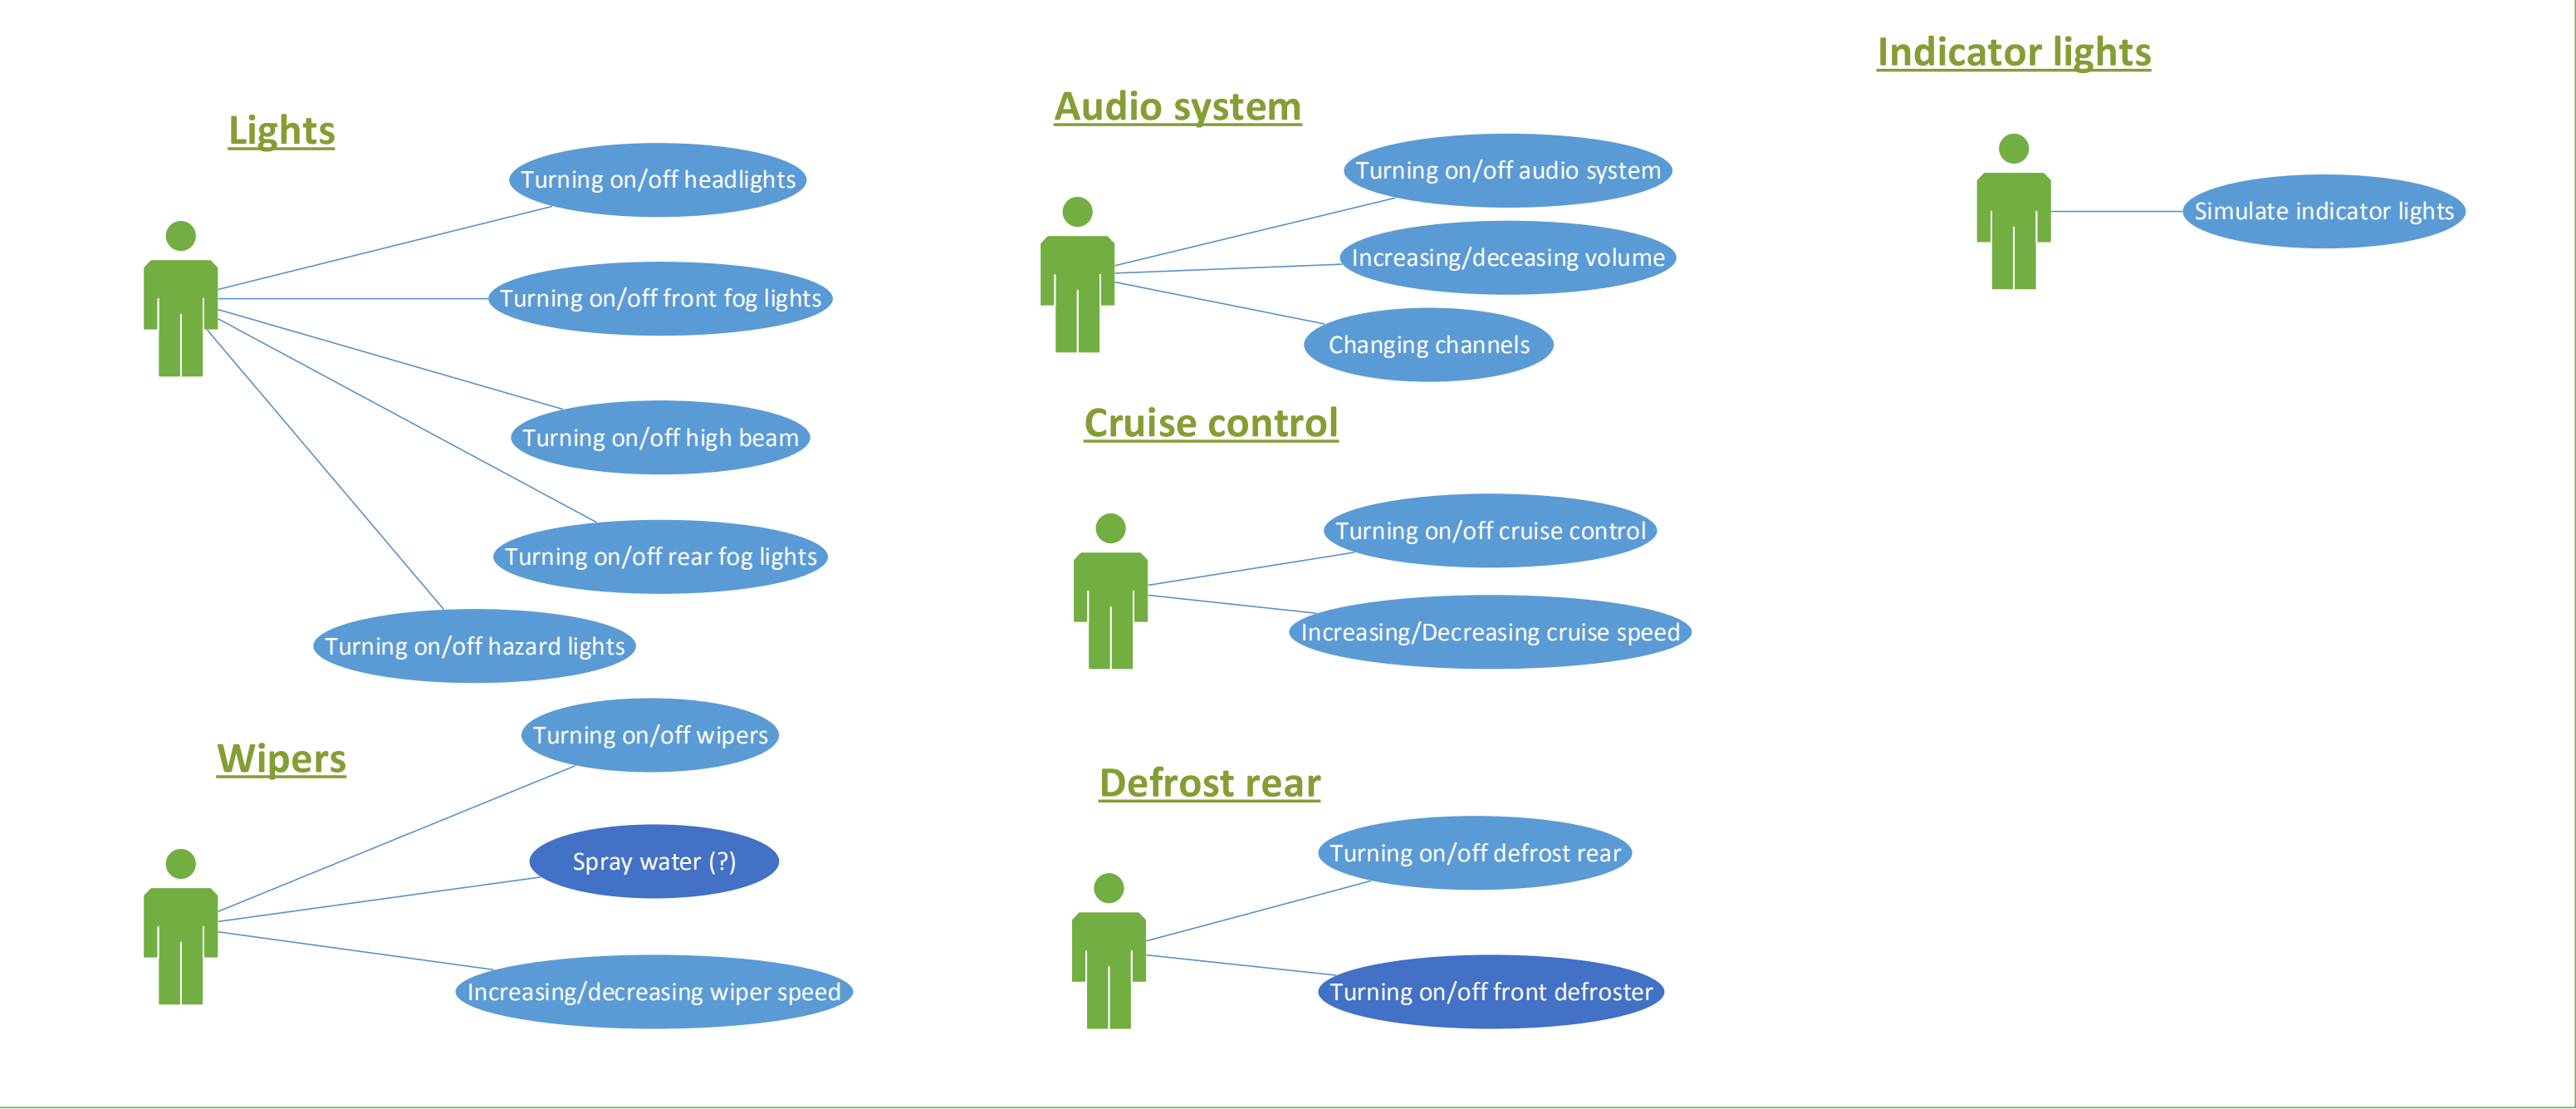 Lights
Turning on/off headlights
Turning on/off front fog lights
Turning on/off high beam
Turning on/off rear fog lights
Turning on/off hazard lights
Wipers
Turning on/off wipers
Spray water (?)
Increasing/decreasing wiper speed
Audio system
Turning on/off audio system
Increasing/deceasing volume
Changing channels
Cruise control
Turning on/off cruise control
Increasing/Decreasing cruise speed
Defrost rear
Turning on/off defrost rear
Turning on/off front defroster
Indicator lights
Simulate indicator lights